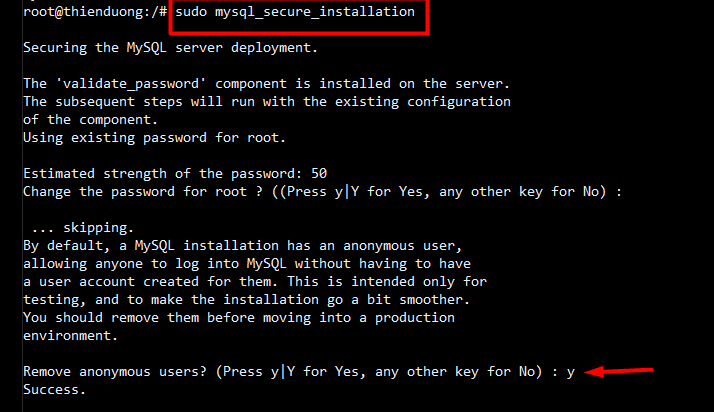 root@thienduong:/# sudo mysql_secure_installation
Securing the MySQL server deployment.
The 'validate_password' component is installed on the server.
The subsequent steps will run with the existing configuration
of the component.
Using existing password for root.
Estimated strength of the password: 50
Change the password for root ? ((Press y|Y for Yes, any other key for No) :
... skipping.
By default, a MySQL installation has an anonymous user,
allowing anyone to log into MySQL without having to have
a user account created for them. This is intended only for
testing, and to make the installation go a bit smoother.
You should remove them before moving into a production
environment.
Remove anonymous users? (Press y|Y for Yes, any other key for No) : y
Success.